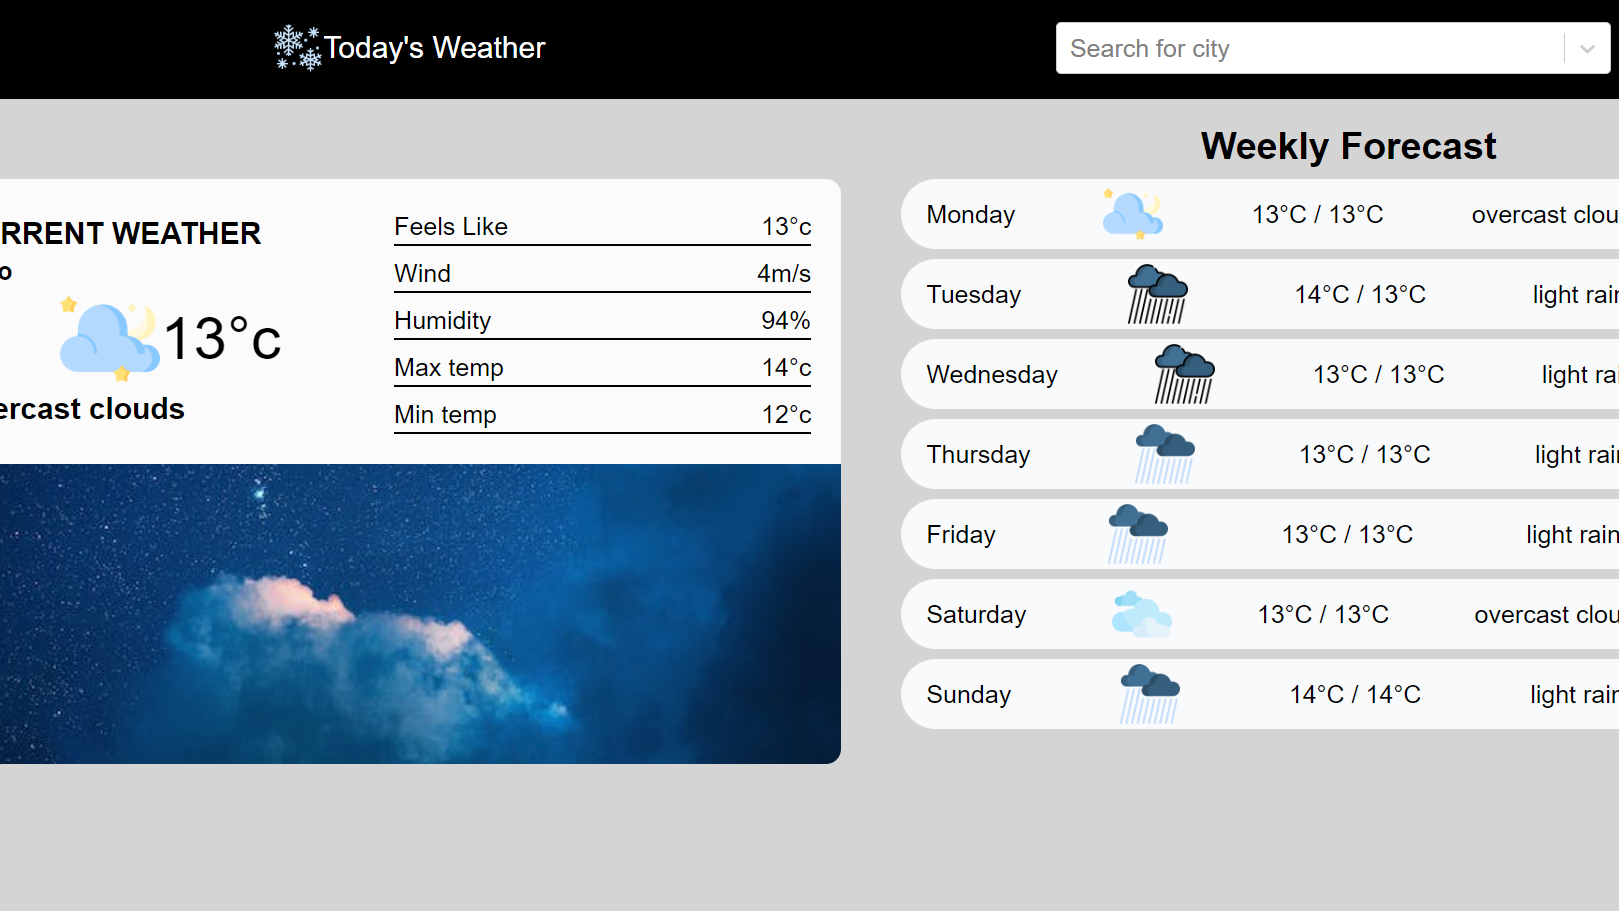 Today's Weather
Search for city
RRENT WEATHER
o
13°c
ercast clouds
Feels Like 13°c
Wind 4m/s
Humidity 94%
Max temp 14°c
Min temp 12°c
Weekly Forecast
Monday 13°C / 13°C overcast clou
Tuesday 14°C / 13°C light rain
Wednesday 13°C / 13°C light rai
Thursday 13°C / 13°C light rain
Friday 13°C / 13°C light rain
Saturday 13°C / 13°C overcast clou
Sunday 14°C / 14°C light rain